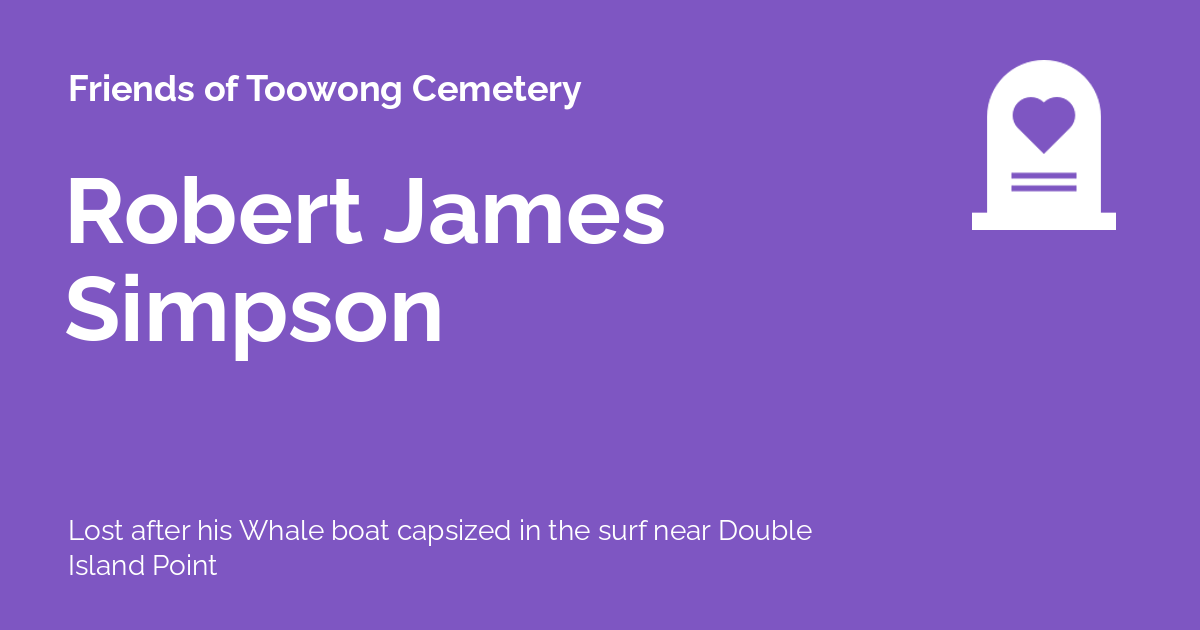 Friends of Toowong Cemetery
Robert James
Simpson
Lost after his Whale boat capsized in the surf near Double
Island Point